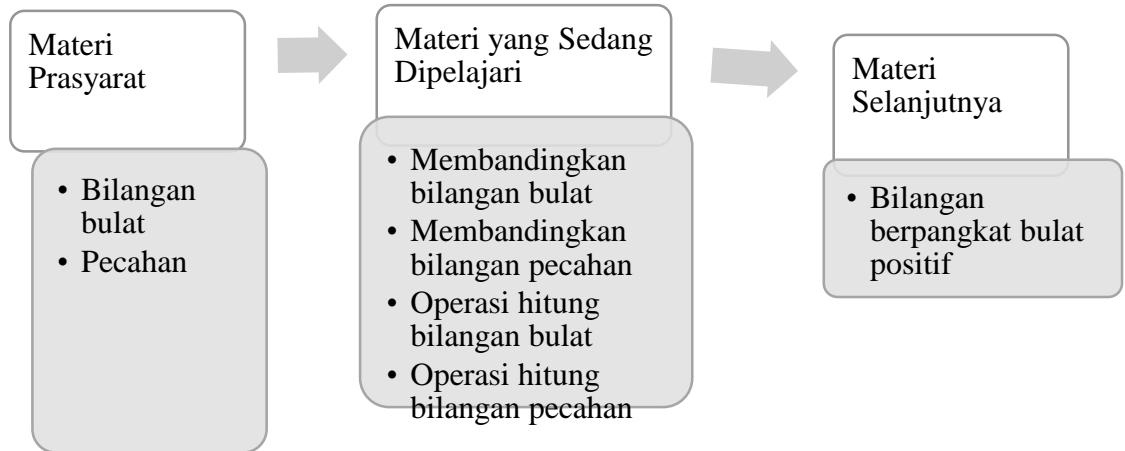 Materi
Prasyarat
• Bilangan
bulat
• Pecahan
Materi yang Sedang
Dipelajari
• Membandingkan
bilangan bulat
• Membandingkan
bilangan pecahan
• Operasi hitung
bilangan bulat
• Operasi hitung
bilangan pecahan
Materi
Selanjutnya
• Bilangan
berpangkat bulat
positif